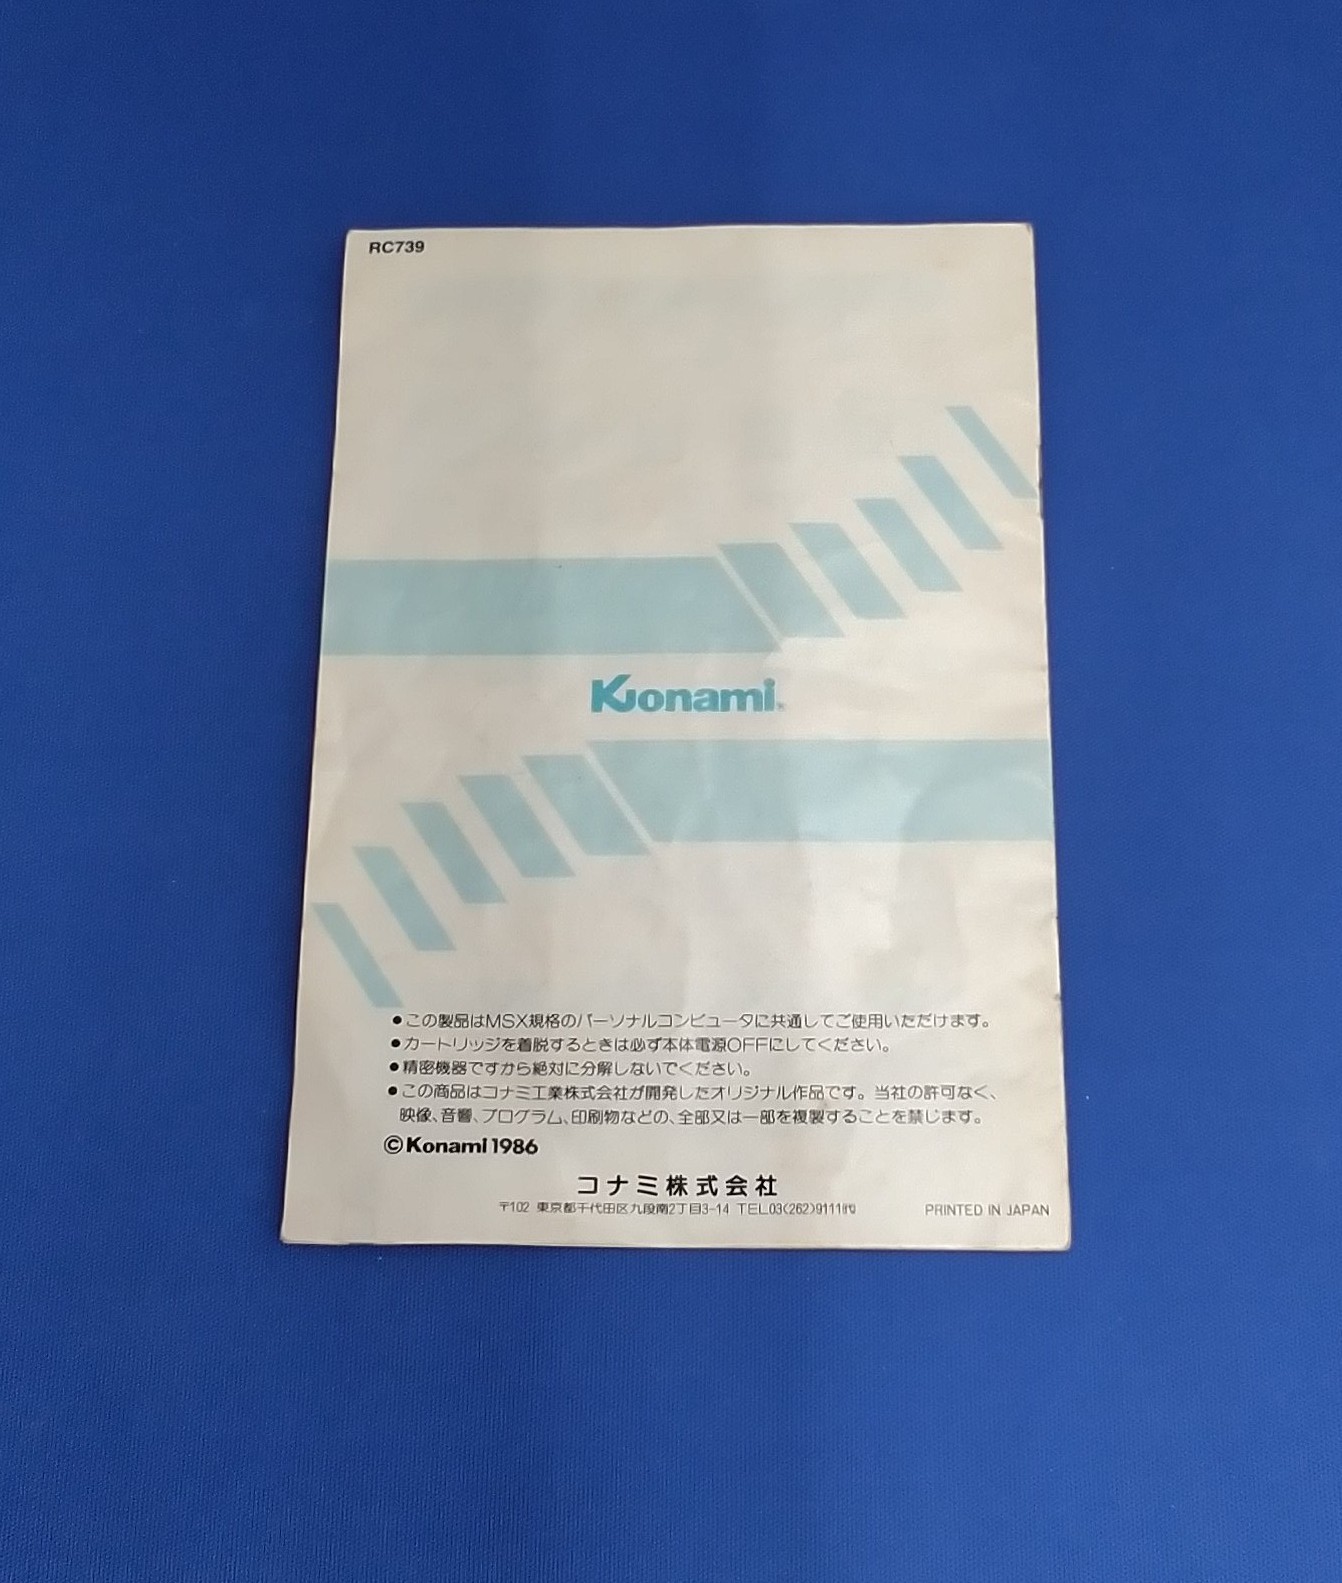 RC739
Konami
●この製品はMSX規格のパーソナルコンピュータに共通してご使用いただけます。
●カートリッジを着脱するときは必ず本体電源OFFにしてください。
●精密機器ですから絶対に分解しないでください。
●この商品はコナミ工業株式会社が開発したオリジナル作品です。当社の許可なく、
映像、音響、プログラム、印刷物などの、全部又は一部を複製することを禁じます。
©Konami 1986
コナミ株式会社
〒102 東京都千代田区九段南2丁目3-14 TEL03(262)9111㈹ PRINTED IN JAPAN